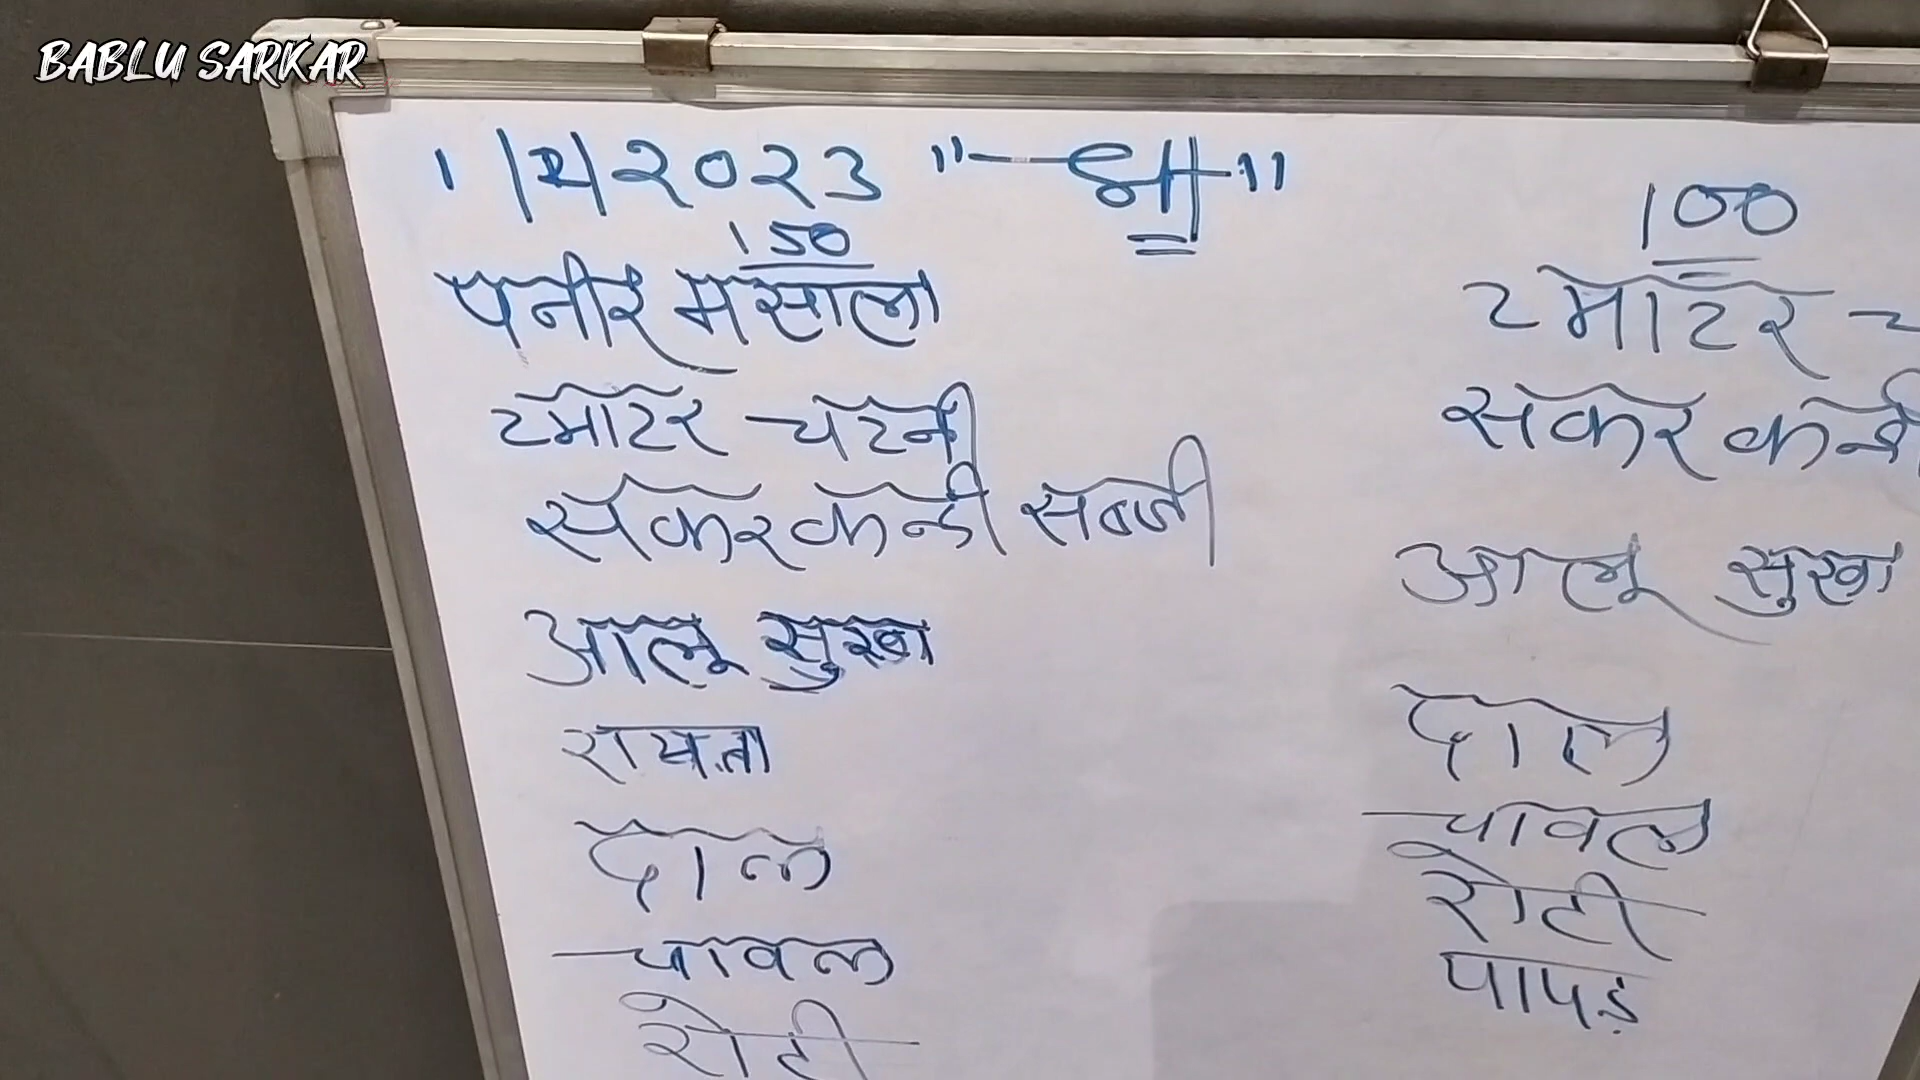 BABLU SARKAR
1/12/2023 "श्री"
150
पनीर मसाला
टमाटर चटनी
सकरकन्दी सब्जी
आलू सुखा
रायता
दाल
चावल
रोटी
100
टमाटर
सकरकन्दी
आलू सुखा
दाल
चावल
रोटी
पापड़